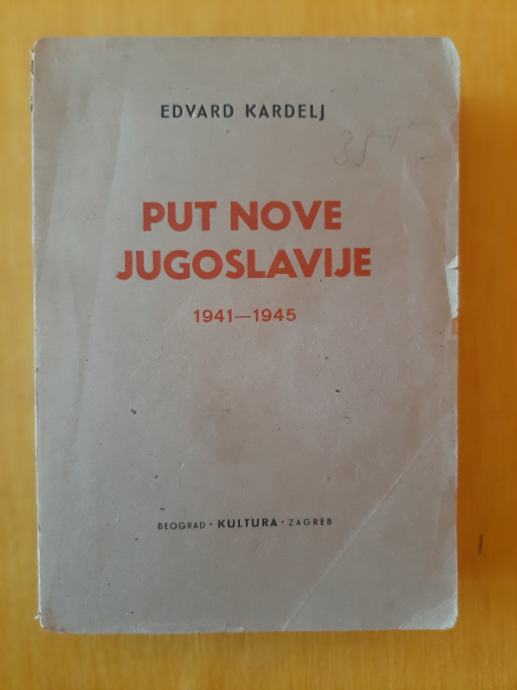 EDVARD KARDELJ
PUT NOVE
JUGOSLAVIJE
1941—1945
BEOGRAD · KULTURA · ZAGREB